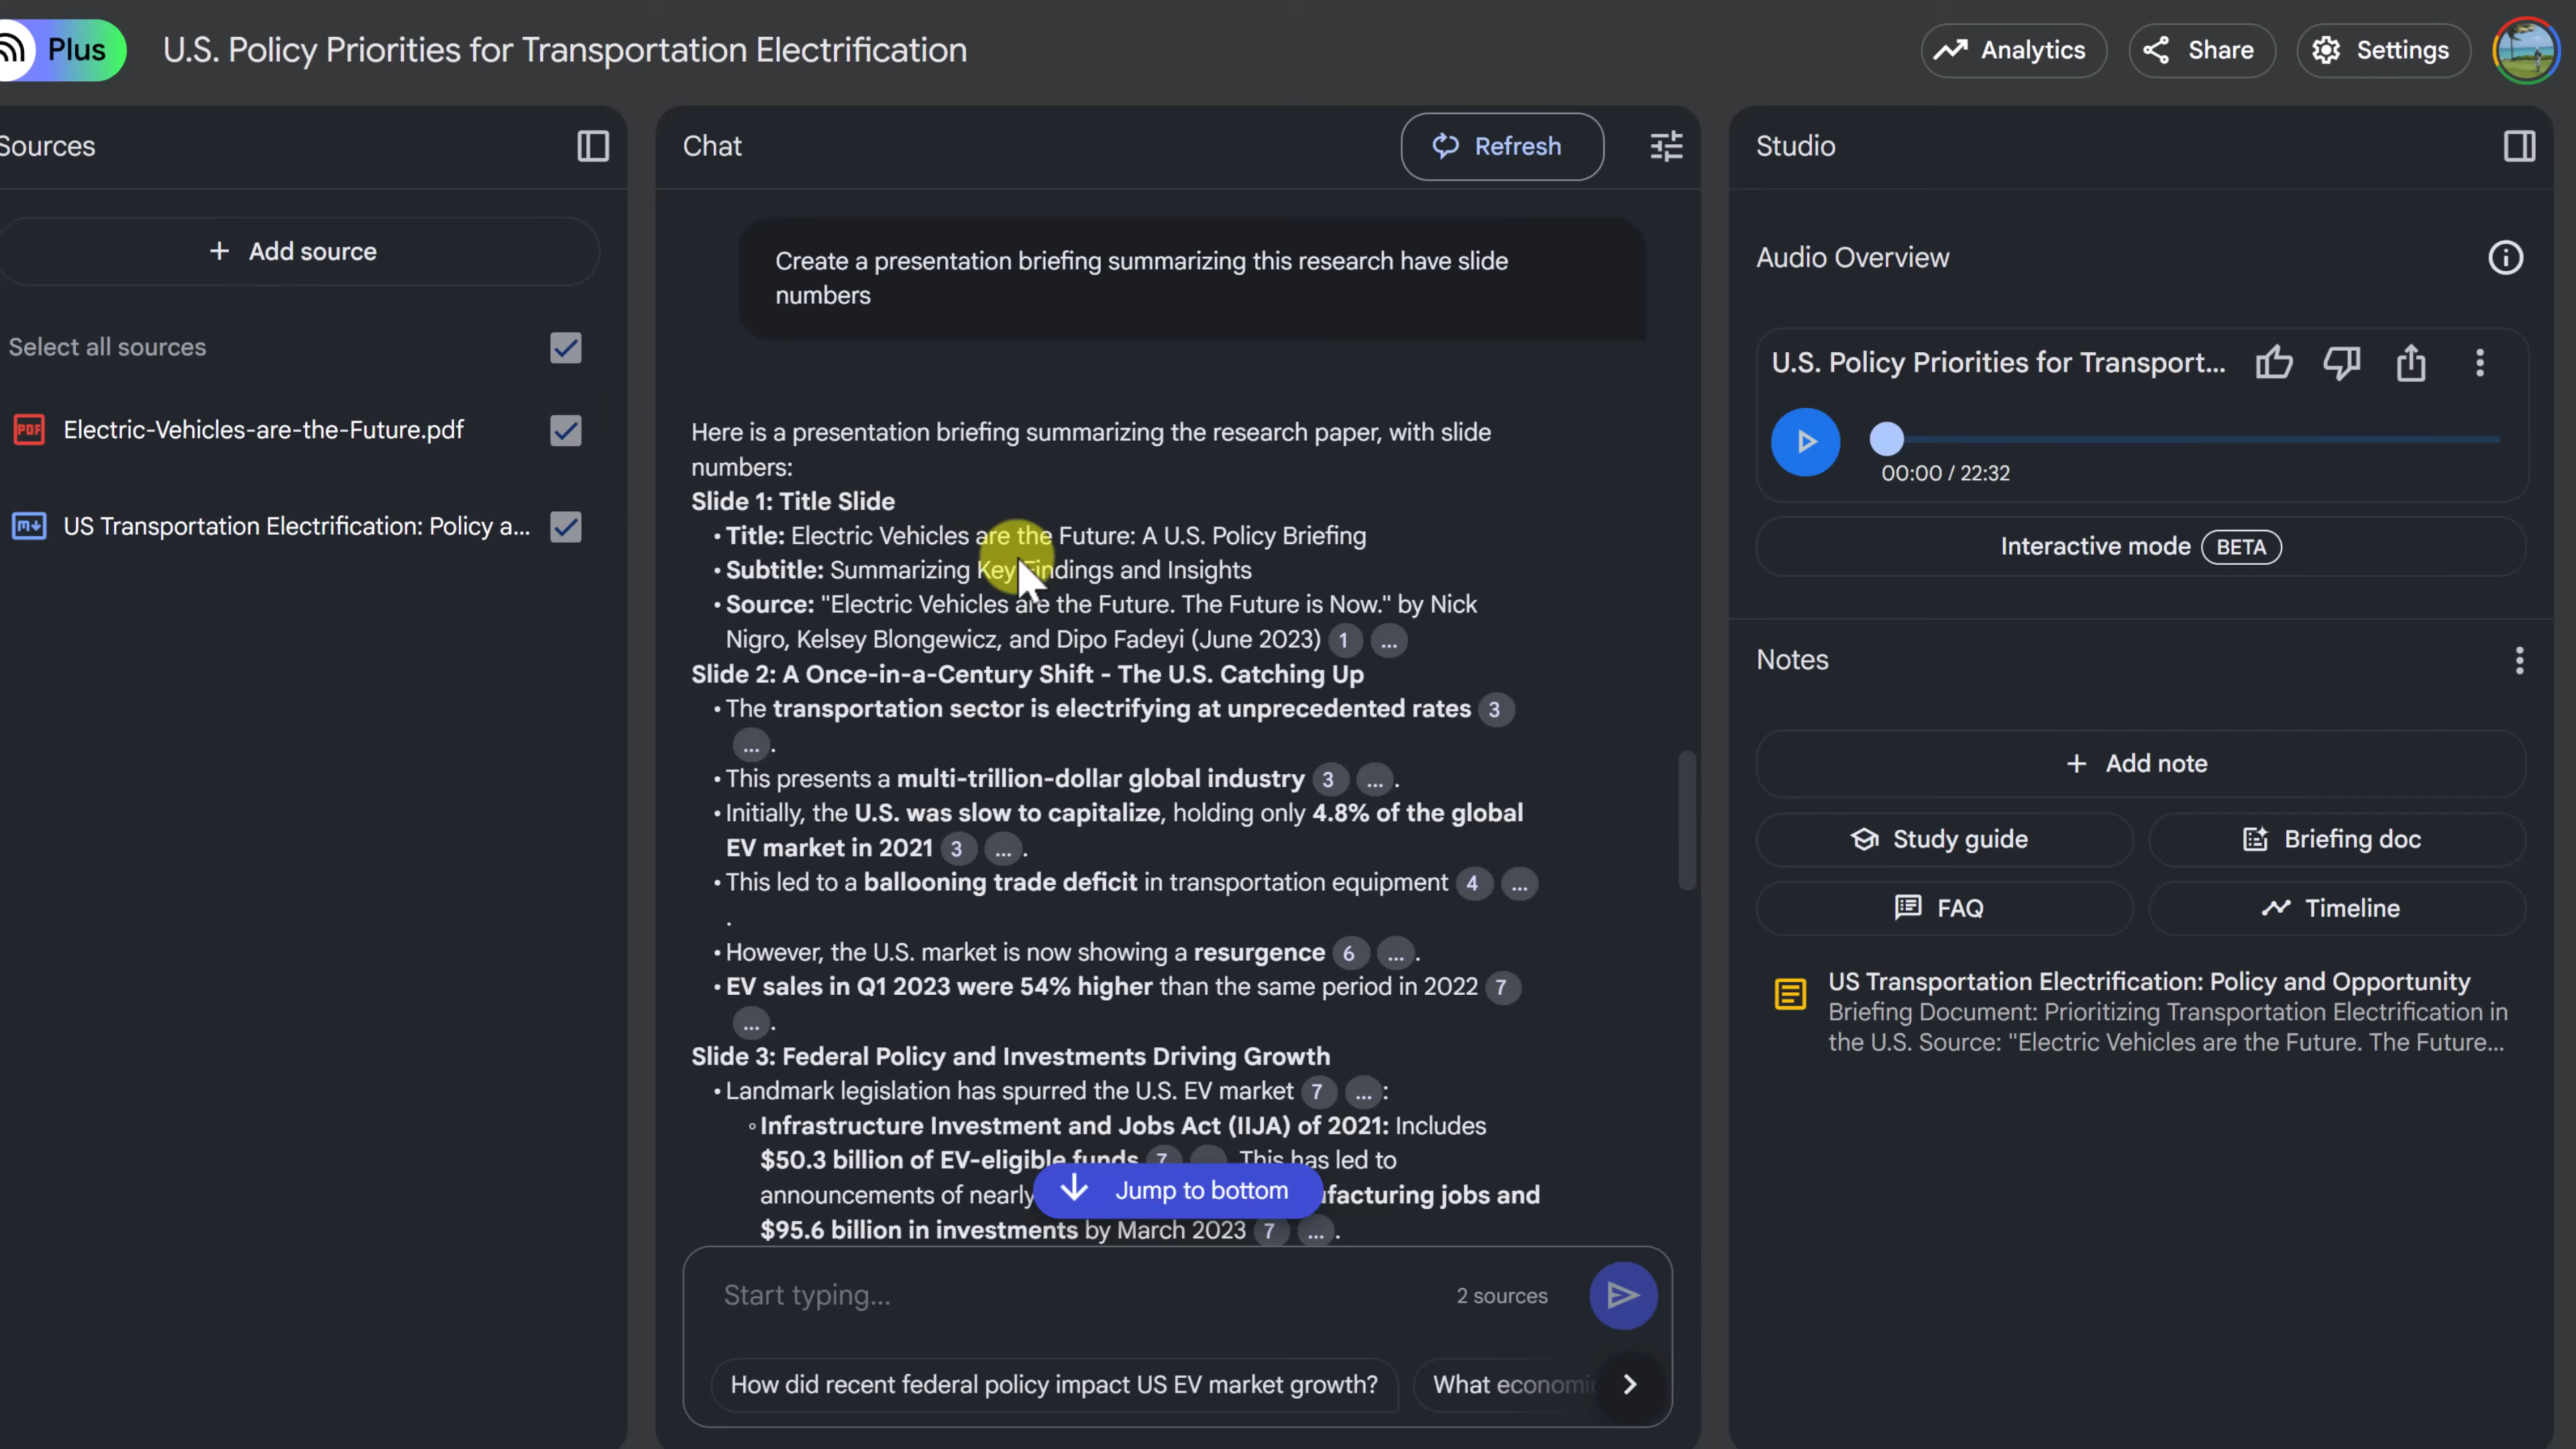 Plus
U.S. Policy Priorities for Transportation Electrification
Analytics
Share
Settings
Sources
Add source
Select all sources
PDF
Electric-Vehicles-are-the-Future.pdf
US Transportation Electrification: Policy a...
Chat
Refresh
Create a presentation briefing summarizing this research have slide
numbers
Here is a presentation briefing summarizing the research paper, with slide
numbers:
Slide 1: Title Slide
• Title: Electric Vehicles are the Future: A U.S. Policy Briefing
• Subtitle: Summarizing Key Findings and Insights
• Source: "Electric Vehicles are the Future. The Future is Now." by Nick
Nigro, Kelsey Blongewicz, and Dipo Fadeyi (June 2023) 1 ...
Slide 2: A Once-in-a-Century Shift - The U.S. Catching Up
• The transportation sector is electrifying at unprecedented rates 3
... .
• This presents a multi-trillion-dollar global industry 3 ... .
• Initially, the U.S. was slow to capitalize, holding only 4.8% of the global
EV market in 2021 3 ... .
• This led to a ballooning trade deficit in transportation equipment 4 ...
.
• However, the U.S. market is now showing a resurgence 6 ... .
• EV sales in Q1 2023 were 54% higher than the same period in 2022 7
... .
Slide 3: Federal Policy and Investments Driving Growth
• Landmark legislation has spurred the U.S. EV market 7 ... :
◦ Infrastructure Investment and Jobs Act (IIJA) of 2021: Includes
$50.3 billion of EV-eligible funds 7 This has led to
announcements of nearly
Jump to bottom
jobs and
$95.6 billion in investments by March 2023 7 ... .
Start typing...
2 sources
How did recent federal policy impact US EV market growth?
What
Studio
Audio Overview
U.S. Policy Priorities for Transport...
00:00 / 22:32
Interactive mode BETA
Notes
Add note
Study guide
Briefing doc
FAQ
Timeline
US Transportation Electrification: Policy and Opportunity
Briefing Document: Prioritizing Transportation Electrification in
the U.S. Source: "Electric Vehicles are the Future. The Future...